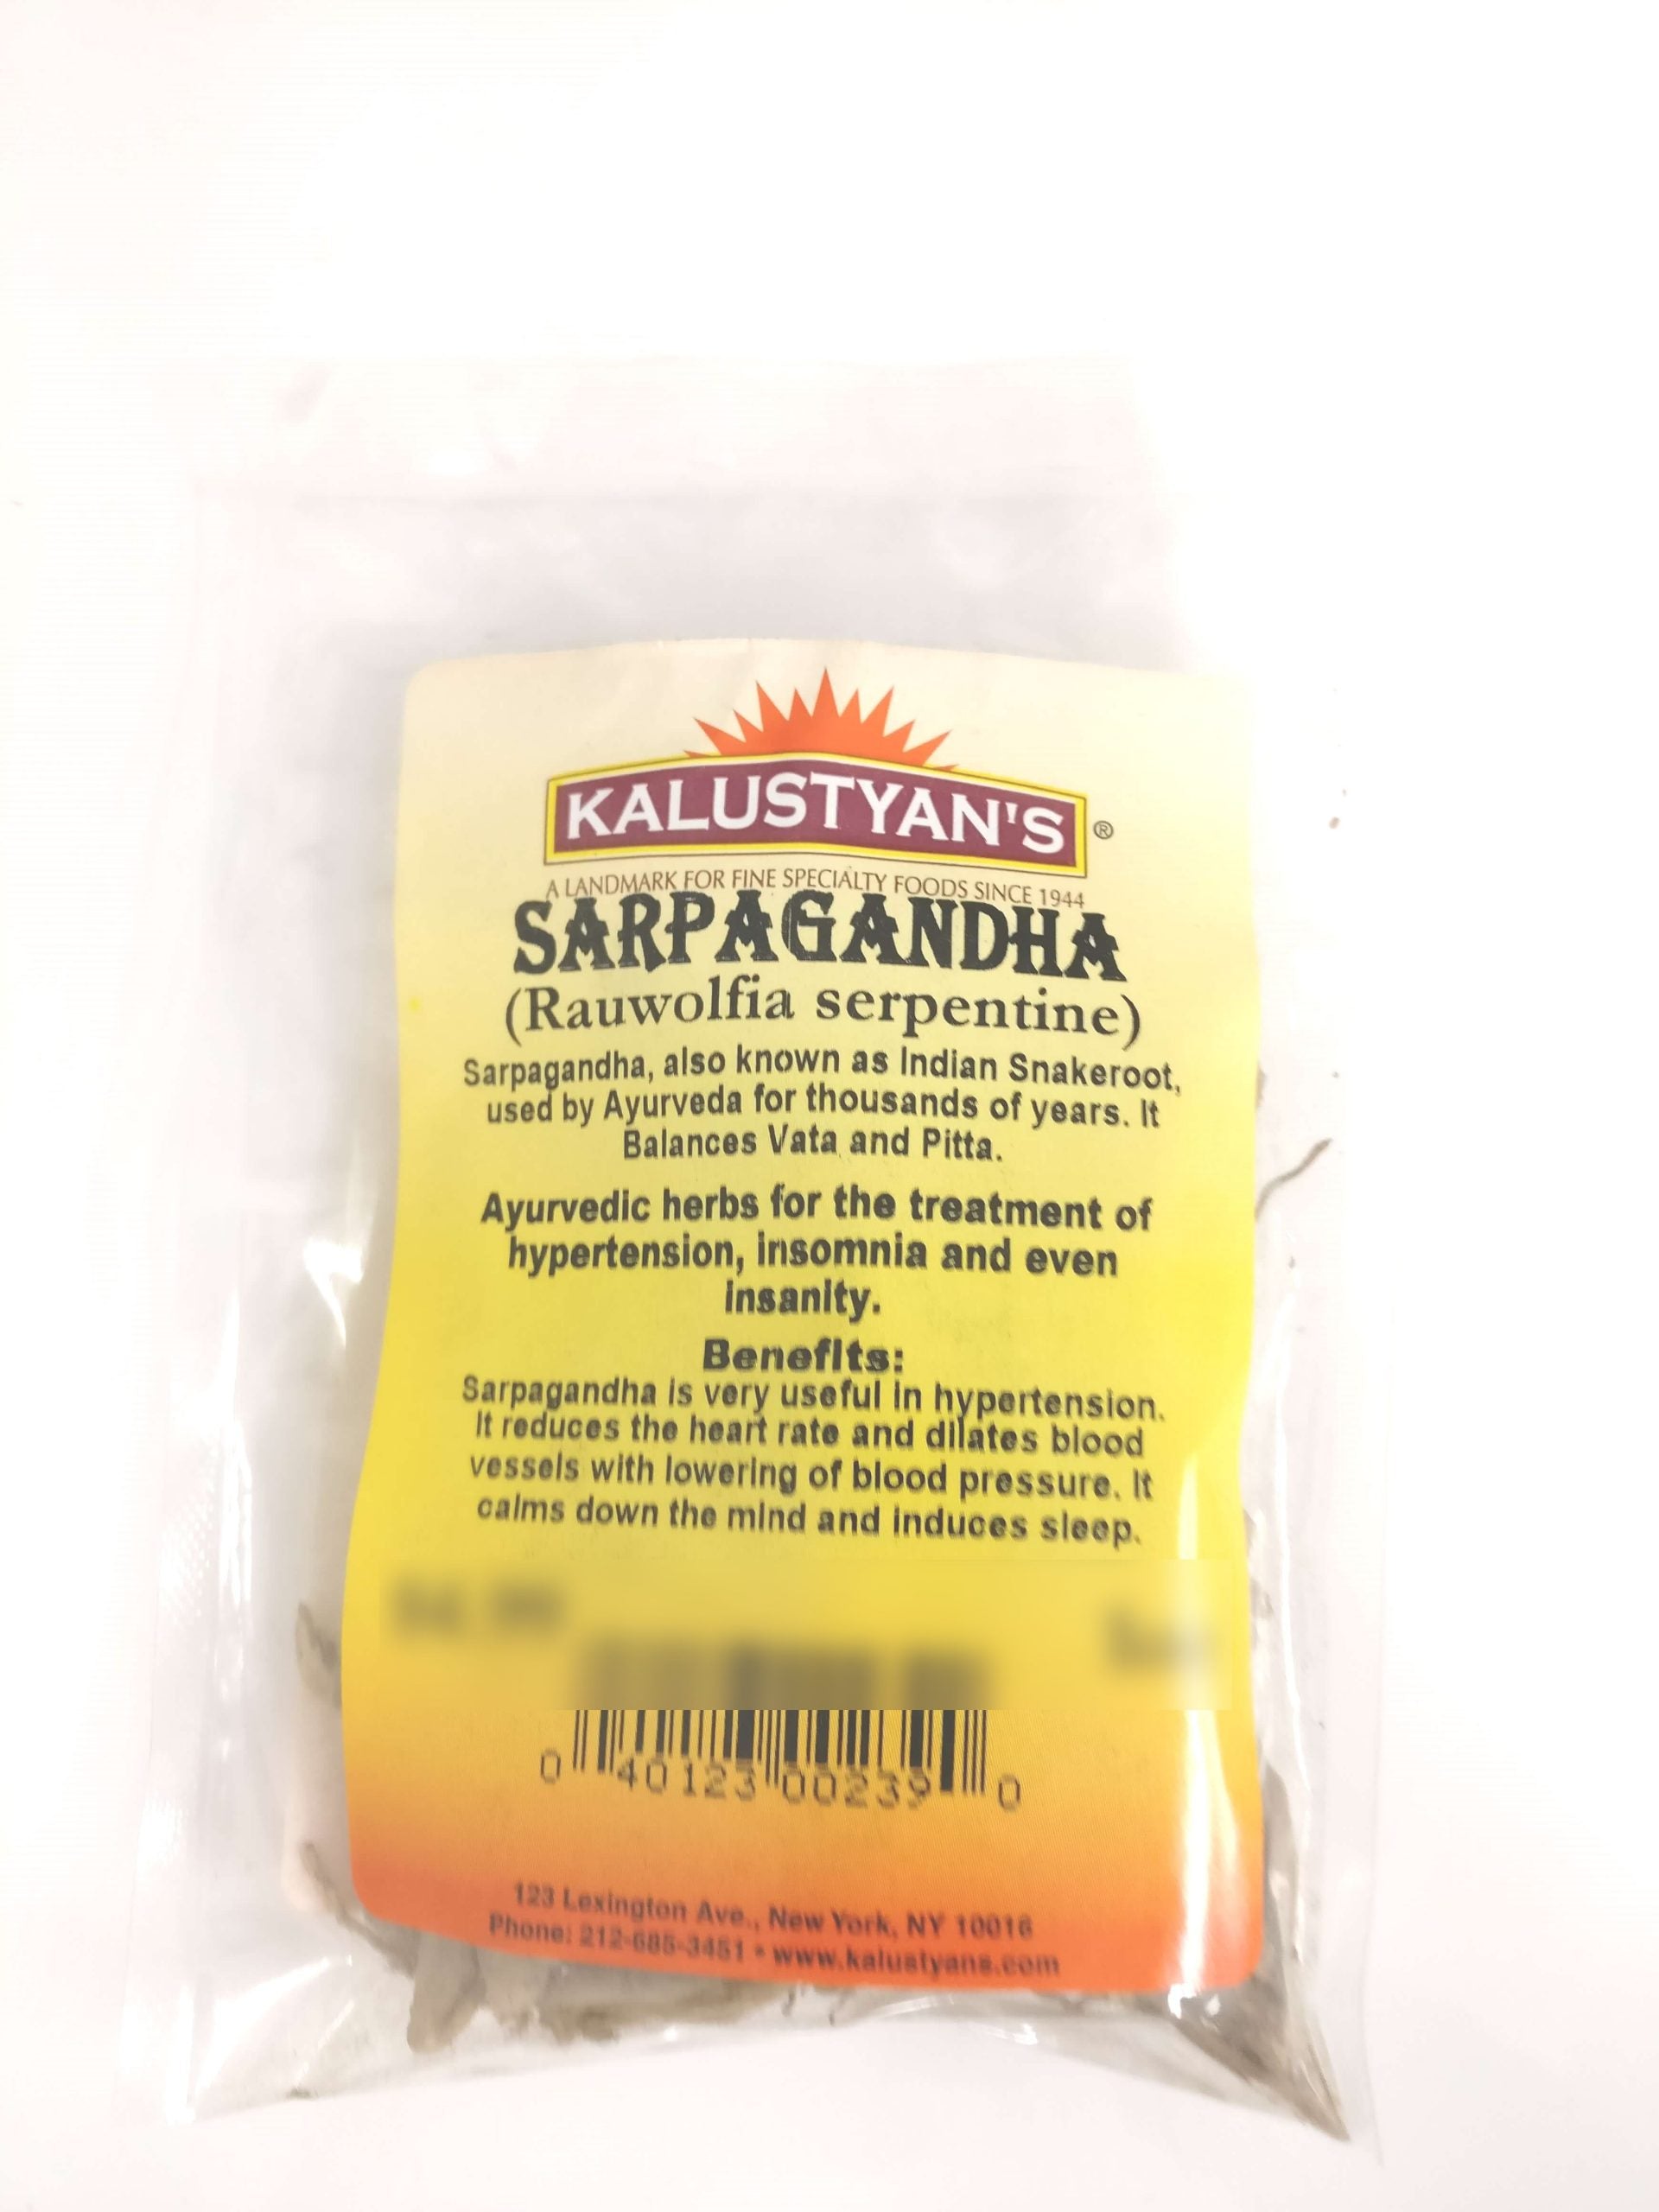 KALUSTYAN'S ®
A LANDMARK FOR FINE SPECIALTY FOODS SINCE 1944
SARPAGANDHA
(Rauwolfia serpentine)
Sarpagandha, also known as Indian Snakeroot,
used by Ayurveda for thousands of years. It
Balances Vata and Pitta.
Ayurvedic herbs for the treatment of
hypertension, insomnia and even
insanity.
Benefits:
Sarpagandha is very useful in hypertension.
It reduces the heart rate and dilates blood
vessels with lowering of blood pressure. It
calms down the mind and induces sleep.
0 40123 00239 0
123 Lexington Ave., New York, NY 10016
Phone: 212-685-3451 • www.kalustyans.com